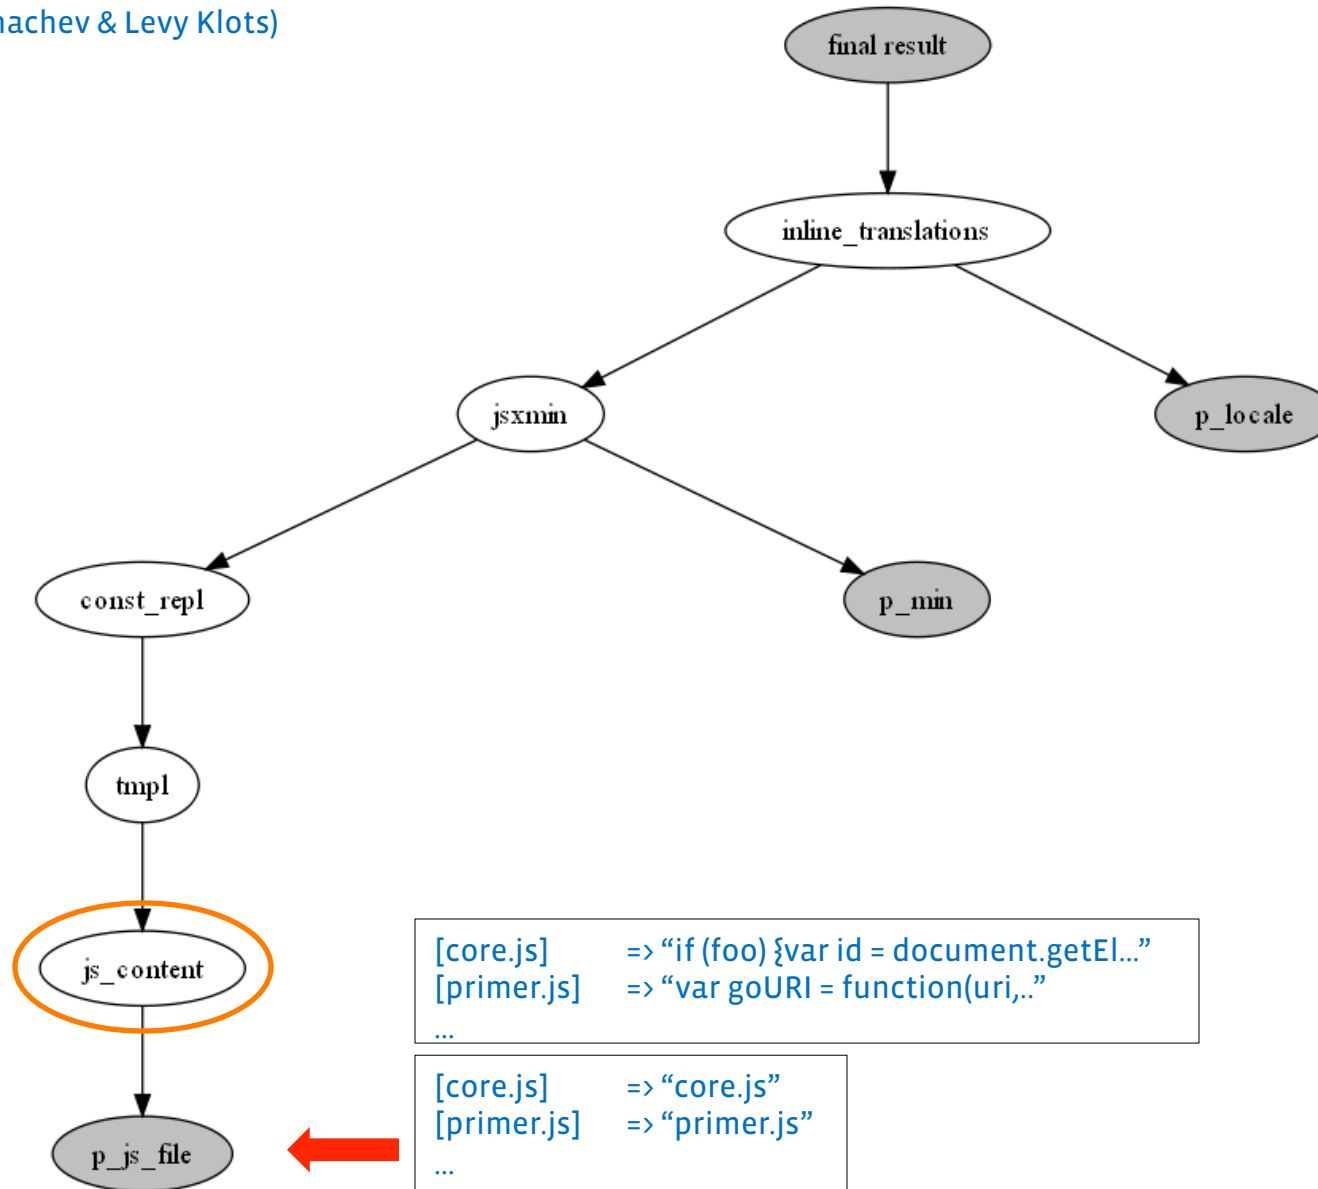 & Levy Klots)
final result
inline_translations
jsxmin
p_locale
const_repl
p_min
tmpl
js_content
[core.js] => “if (foo) {var id = document.getEl...”
[primer.js] => “var goURI = function(uri,..”
...
[core.js] => “core.js”
[primer.js] => “primer.js”
...
p_js_file